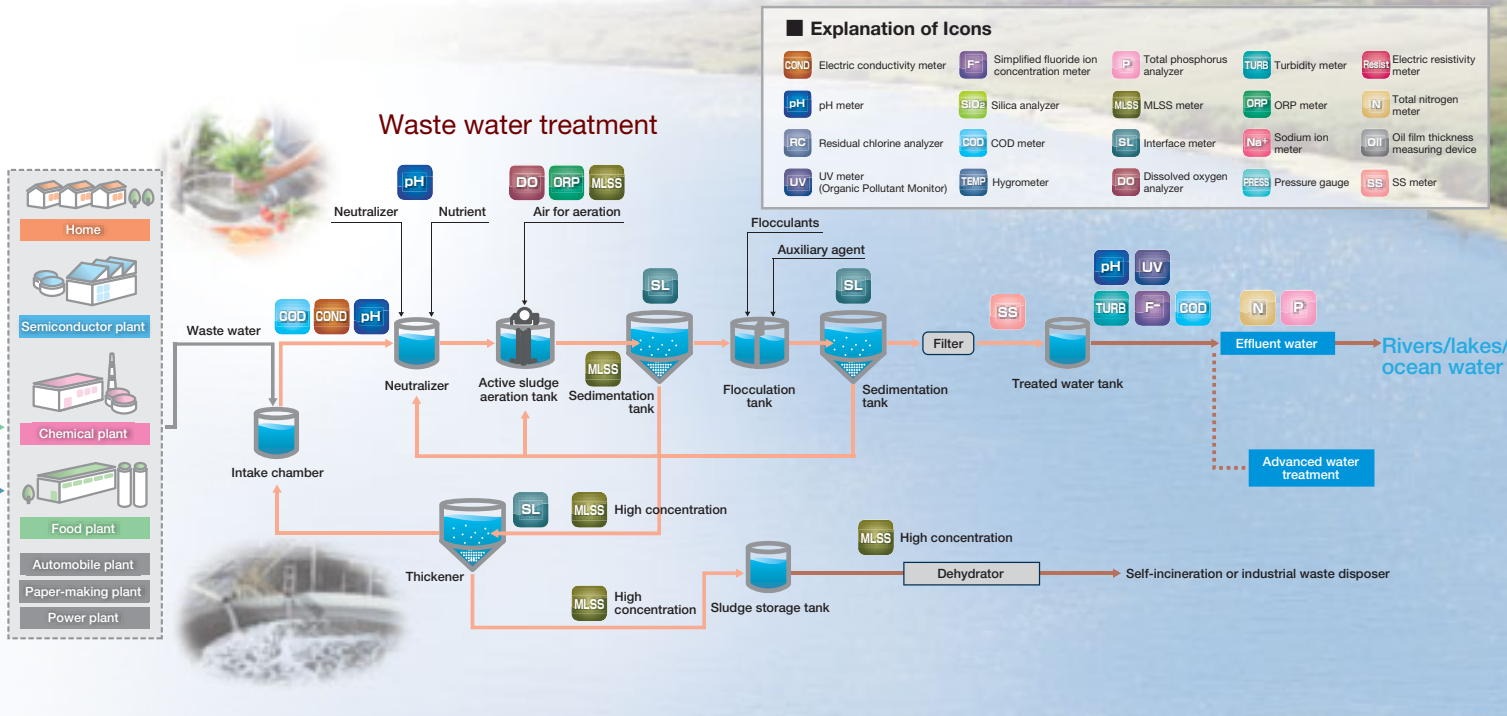 ■ Explanation of Icons
COND Electric conductivity meter
F⁻ Simplified fluoride ion
concentration meter
P Total phosphorus
analyzer
TURB Turbidity meter
Resist Electric resistivity
meter
pH pH meter
SiO₂ Silica analyzer
MLSS MLSS meter
ORP ORP meter
N Total nitrogen
meter
RC Residual chlorine analyzer
COD COD meter
SL Interface meter
Na⁺ Sodium ion
meter
Oil Oil film thickness
measuring device
UV UV meter
(Organic Pollutant Monitor)
TEMP Hygrometer
DO Dissolved oxygen
analyzer
PRESS Pressure gauge
SS SS meter
Waste water treatment
Home
Semiconductor plant
Chemical plant
Food plant
Automobile plant
Paper-making plant
Power plant
Waste water
Intake chamber
COD COND pH
pH
Neutralizer
Nutrient
Neutralizer
DO ORP MLSS
Air for aeration
Active sludge
aeration tank
MLSS
SL
Sedimentation
tank
Flocculants
Auxiliary agent
Flocculation
tank
SL
Sedimentation
tank
Filter
SS
Treated water tank
pH UV
TURB F⁻ COD
N P
Effluent water
Rivers/lakes/
ocean water
Advanced water
treatment
SL
MLSS High concentration
Thickener
MLSS High
concentration
Sludge storage tank
MLSS High concentration
Dehydrator
Self-incineration or industrial waste disposer